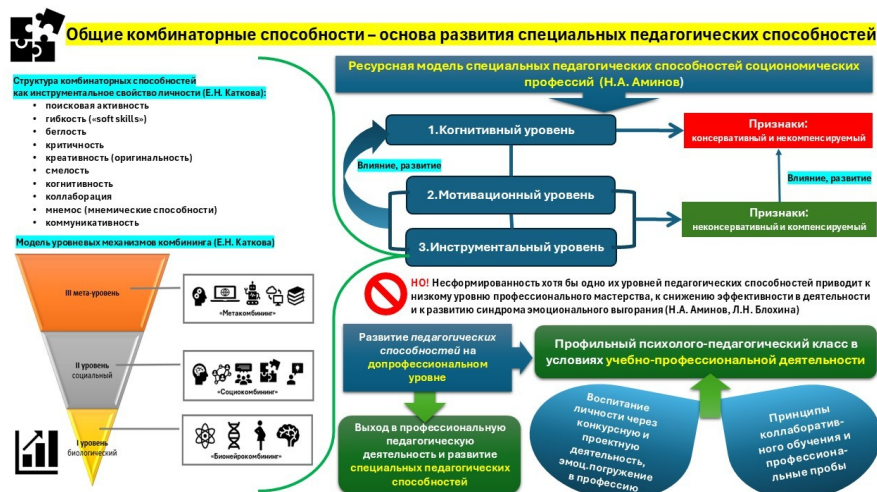 Общие комбинаторные способности – основа развития специальных педагогических способностей
Структура комбинаторных способностей
как инструментальное свойство личности (Е.Н. Каткова):
• поисковая активность
• гибкость («soft skills»)
• беглость
• критичность
• креативность (оригинальность)
• смелость
• когнитивность
• коллаборация
• мнемос (мнемические способности)
• коммуникативность
Модель уровневых механизмов комбининга (Е.Н. Каткова)
III мета-уровень
«Метакомбининг»
II уровень
социальный
«Социокомбининг»
I уровень
биологический
«Бионейрокомбининг»
Ресурсная модель специальных педагогических способностей социономических
профессий (Н.А. Аминов)
1.Когнитивный уровень
Признаки:
консервативный и некомпенсируемый
Влияние, развитие
Влияние, развитие
2.Мотивационный уровень
Признаки:
неконсервативный и компенсируемый
3.Инструментальный уровень
НО! Несформированность хотя бы одно их уровней педагогических способностей приводит к
низкому уровню профессионального мастерства, к снижению эффективности в деятельности
и к развитию синдрома эмоционального выгорания (Н.А. Аминов, Л.Н. Блохина)
Развитие педагогических
способностей на
допрофессиональном
уровне
Профильный психолого-педагогический класс в
условиях учебно-профессиональной деятельности
Выход в профессиональную
педагогическую
деятельность и развитие
специальных педагогических
способностей
Воспитание
личности через
конкурсную и
проектную
деятельность,
эмоц.погружение
в профессию
Принципы
коллаборатив-
ного обучения и
профессиона-
льные пробы